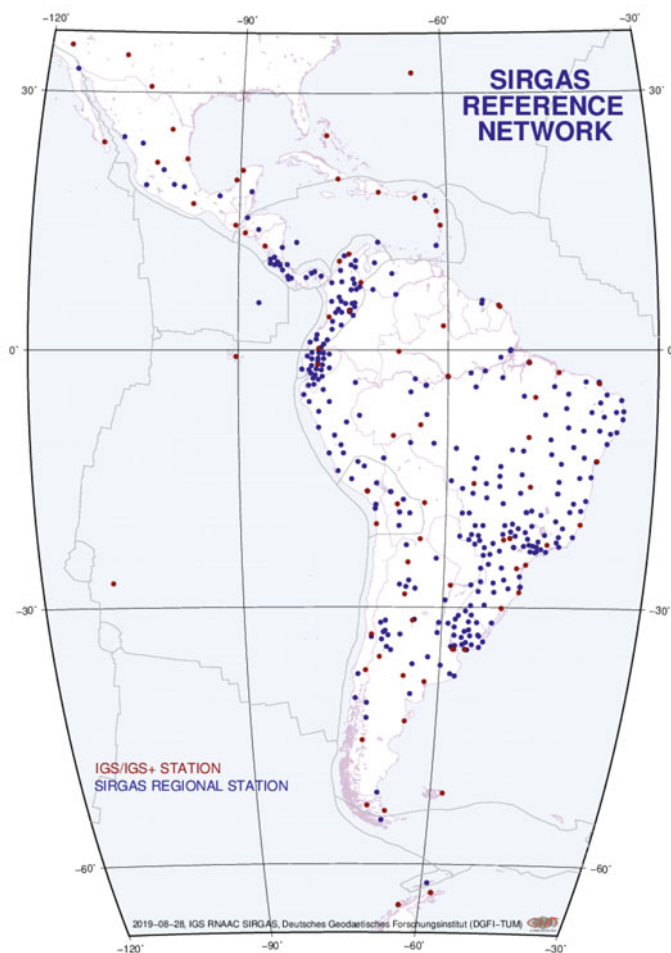 -120° -90° -60° -30°
SIRGAS
REFERENCE
NETWORK
30° 30°
0° 0°
-30° -30°
IGS/IGS+ STATION
SIRGAS REGIONAL STATION
-60° -60°
2019-08-28, IGS RNAAC SIRGAS, Deutsches Geodaetisches Forschungsinstitut (DGFI-TUM)
-120° -90° -60° -30°